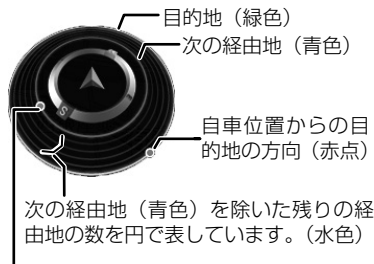 目的地（緑色）
次の経由地（青色）
S
自車位置からの目
的地の方向（赤点）
次の経由地（青色）を除いた残りの経
由地の数を円で表しています。（水色）